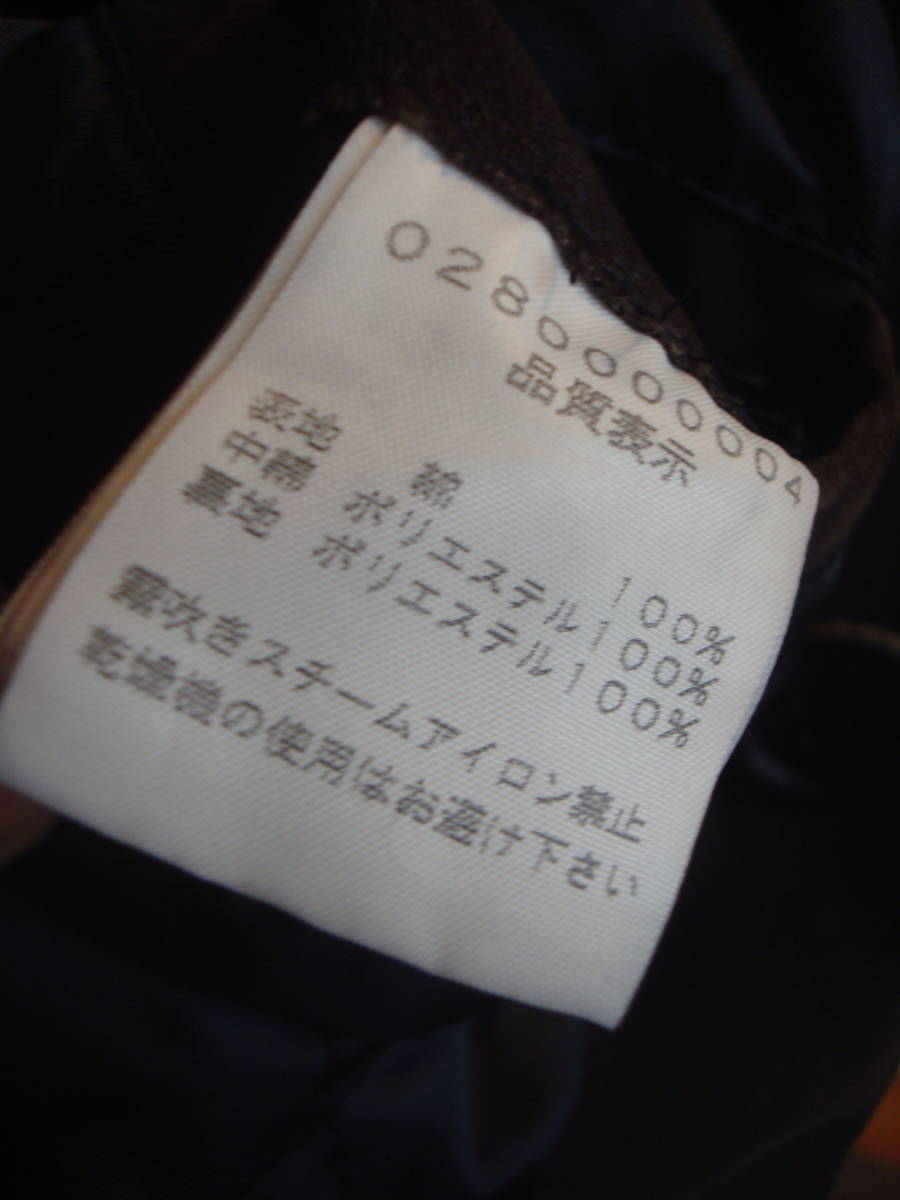 0280000004
品質表示
表地 綿 100%
中綿 ポリエステル100%
裏地 ポリエステル100%
霧吹きスチームアイロン禁止
乾燥機の使用はお避け下さい